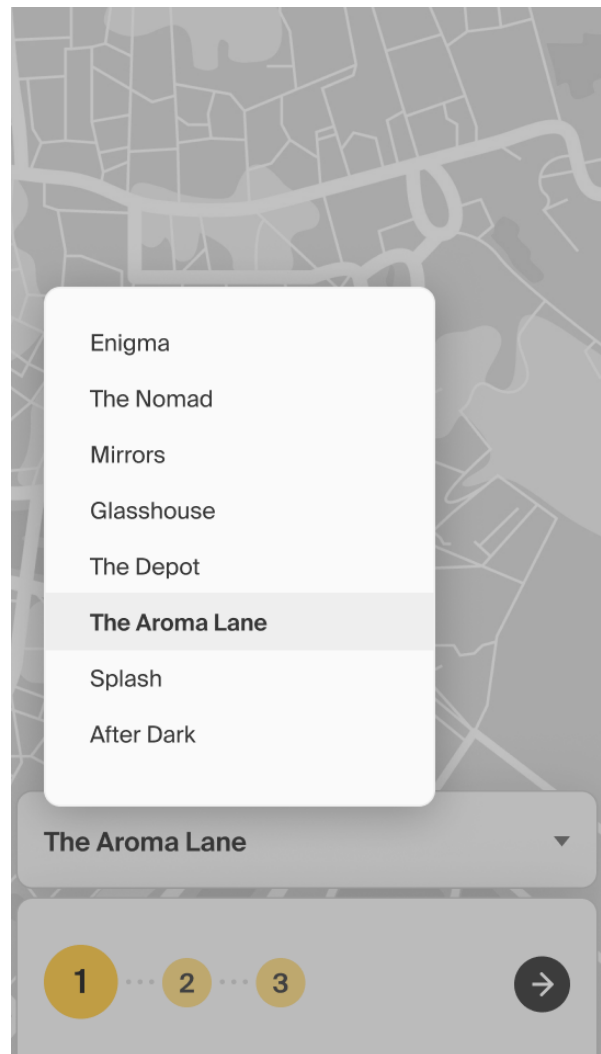 Enigma
The Nomad
Mirrors
Glasshouse
The Depot
The Aroma Lane
Splash
After Dark
The Aroma Lane
1 2 3